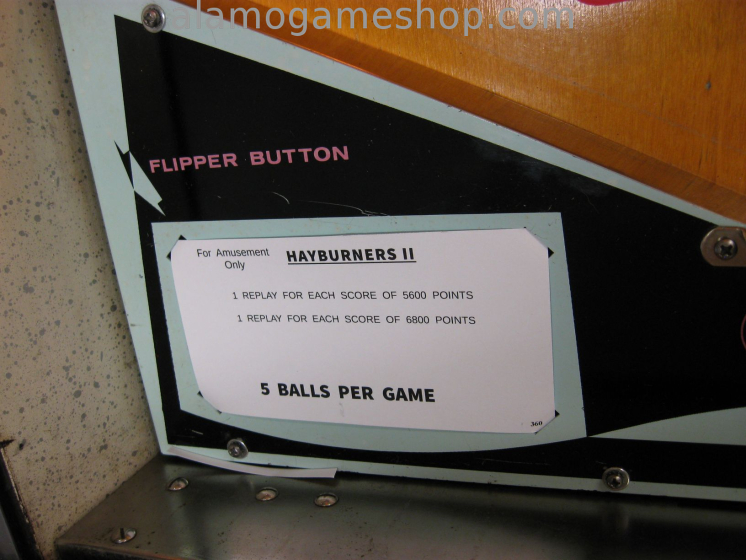 alamogameshop.com
FLIPPER BUTTON
For Amusement
Only
HAYBURNERS II
1 REPLAY FOR EACH SCORE OF 5600 POINTS
1 REPLAY FOR EACH SCORE OF 6800 POINTS
5 BALLS PER GAME
360